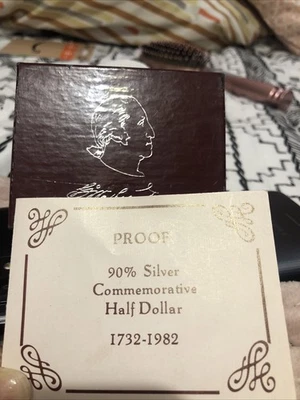 PROOF
90% Silver
Commemorative
Half Dollar
1732-1982